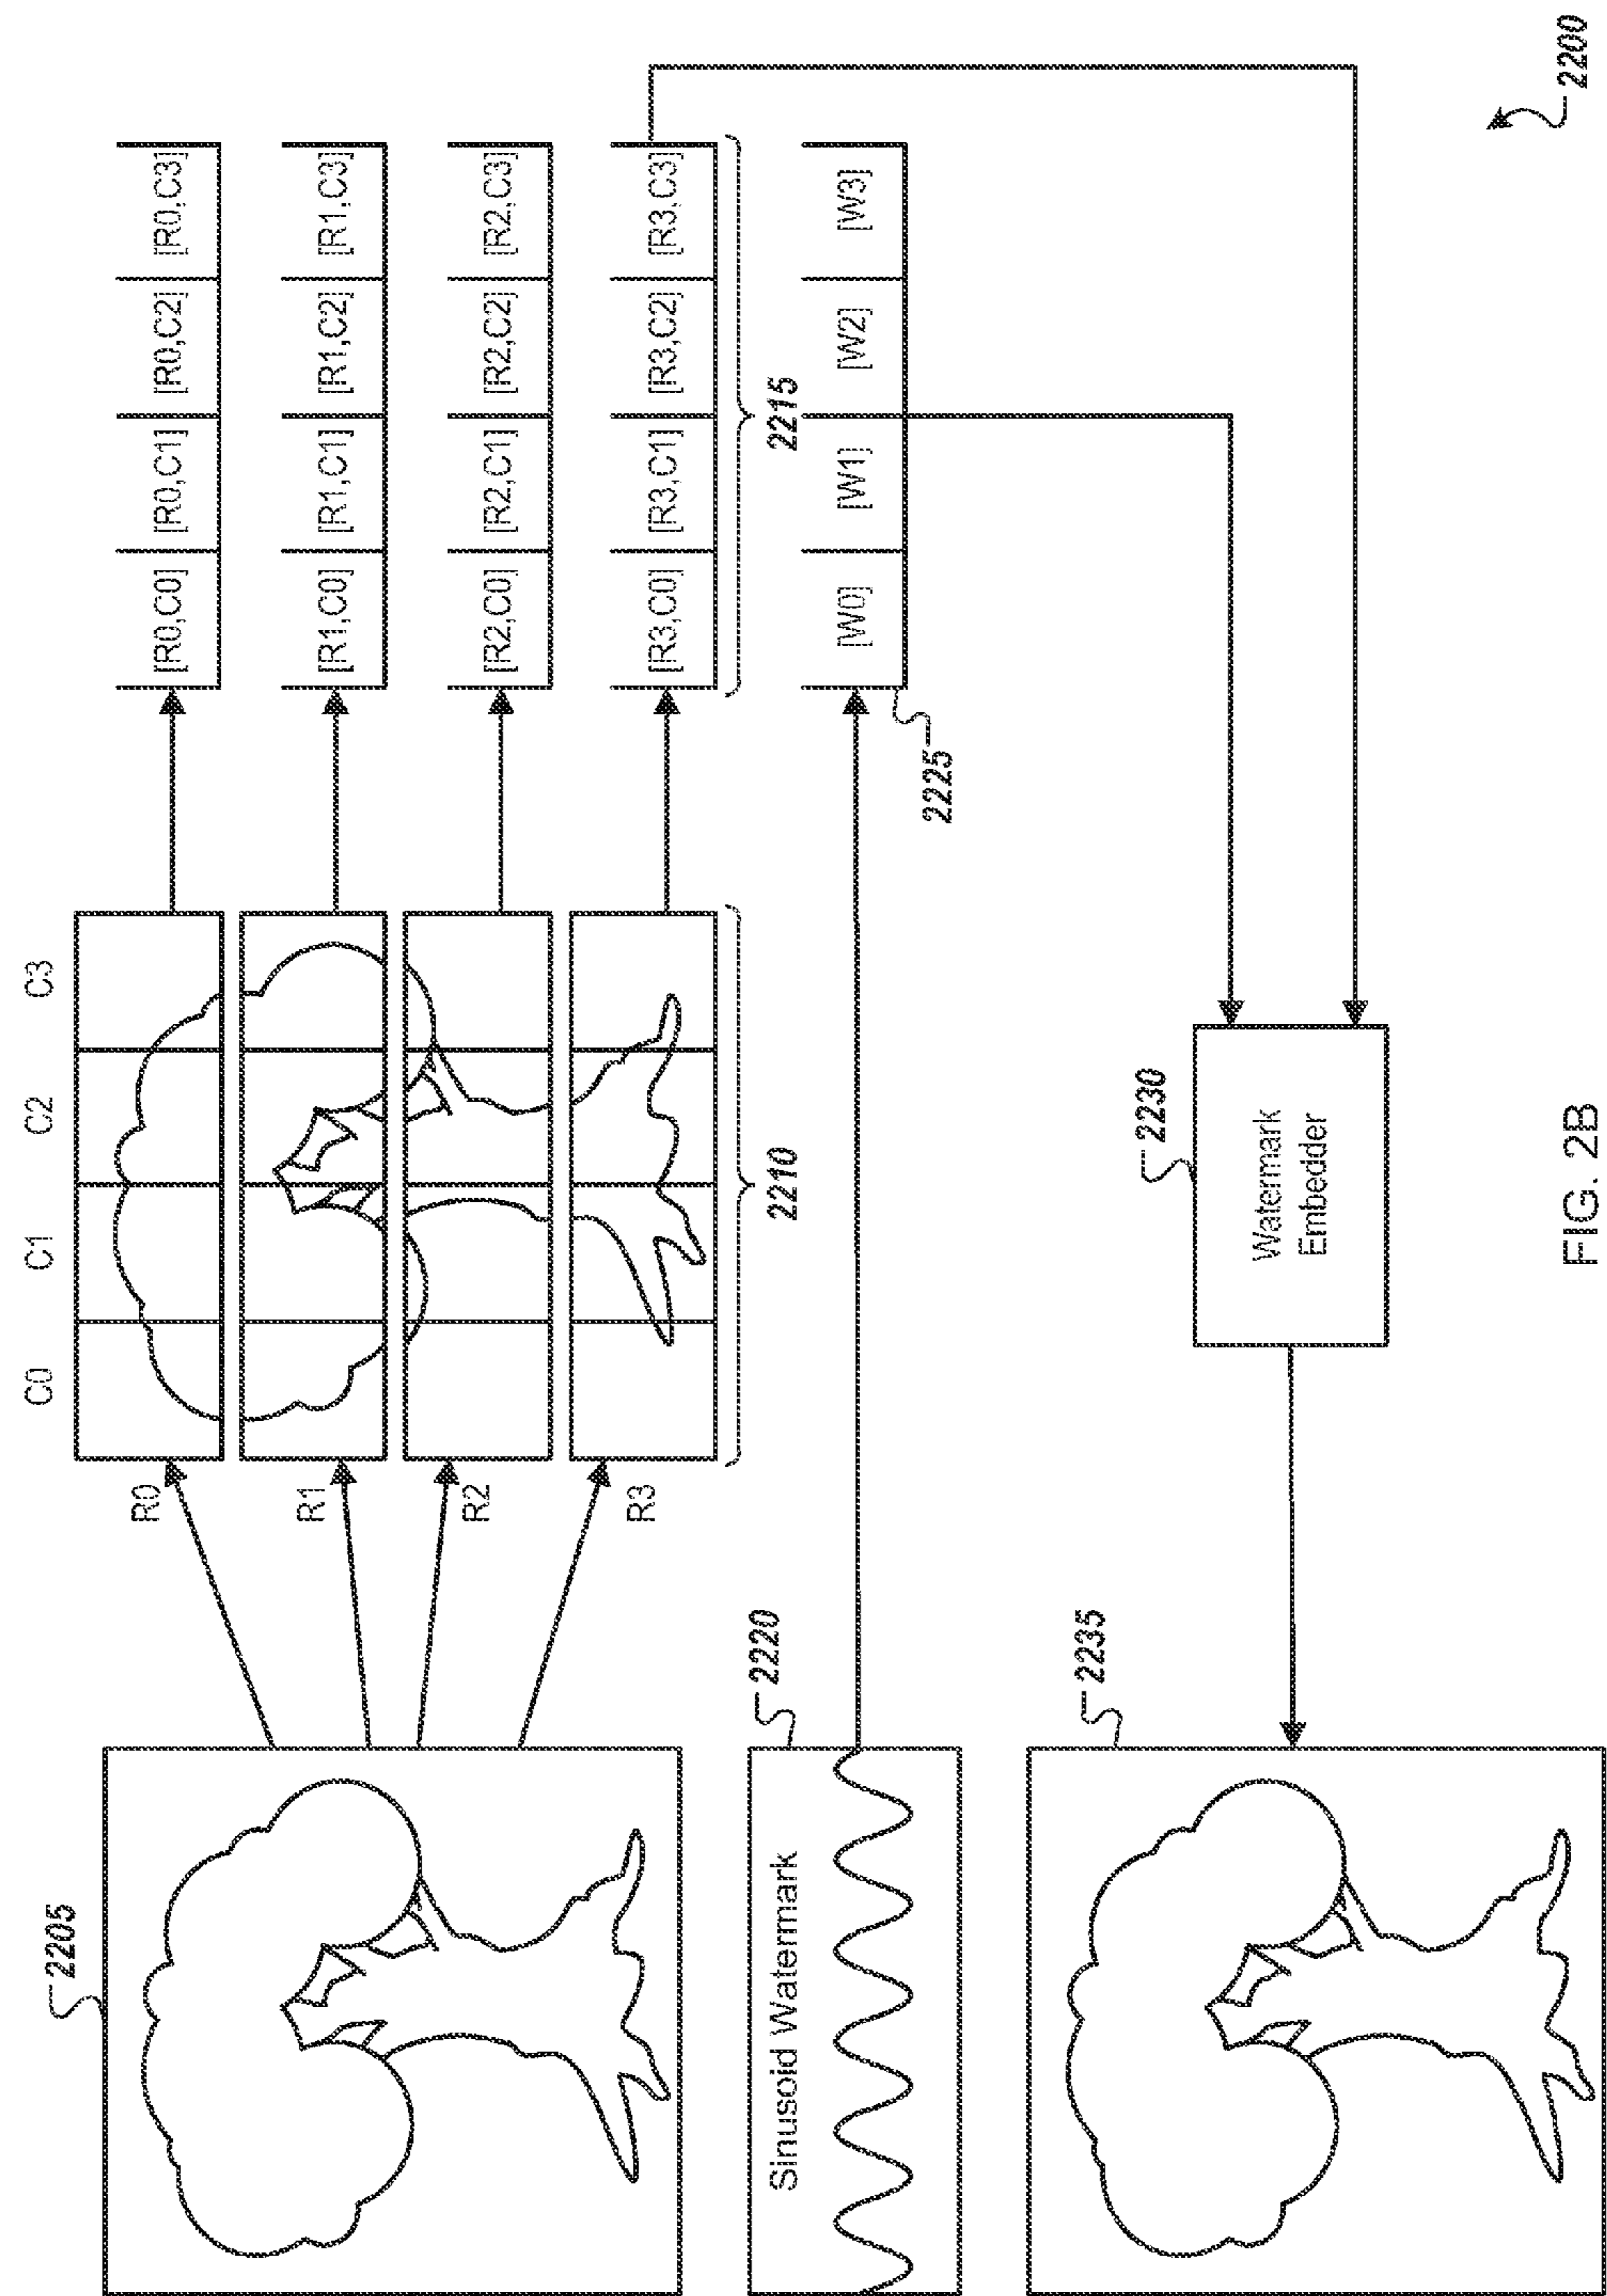 2205
C0 C1 C2 C3
R0
R1
R2
R3
2210
[R0,C0] [R0,C1] [R0,C2] [R0,C3]
[R1,C0] [R1,C1] [R1,C2] [R1,C3]
[R2,C0] [R2,C1] [R2,C2] [R2,C3]
[R3,C0] [R3,C1] [R3,C2] [R3,C3]
2215
2220
Sinusoid Watermark
[W0] [W1] [W2] [W3]
2225
2230
Watermark
Embedder
2235
2200
FIG. 2B